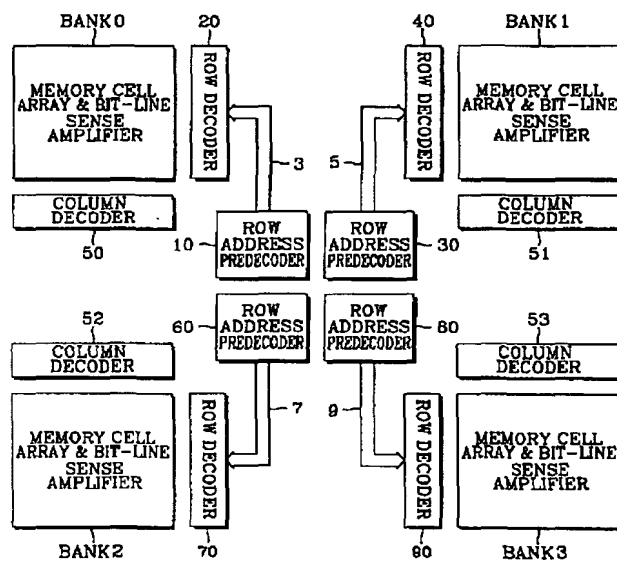 BANK0 20 40 BANK1
MEMORY CELL
ARRAY & BIT-LINE
SENSE
AMPLIFIER
ROW DECODER
ROW DECODER
MEMORY CELL
ARRAY & BIT-LINE
SENSE
AMPLIFIER
3 5
COLUMN
DECODER
50
10
ROW
ADDRESS
PREDECODER
ROW
ADDRESS
PREDECODER
30
COLUMN
DECODER
51
52
COLUMN
DECODER
60
ROW
ADDRESS
PREDECODER
ROW
ADDRESS
PREDECODER
80
53
COLUMN
DECODER
7 9
MEMORY CELL
ARRAY & BIT-LINE
SENSE
AMPLIFIER
ROW DECODER
ROW DECODER
MEMORY CELL
ARRAY & BIT-LINE
SENSE
AMPLIFIER
BANK2 70 90 BANK3